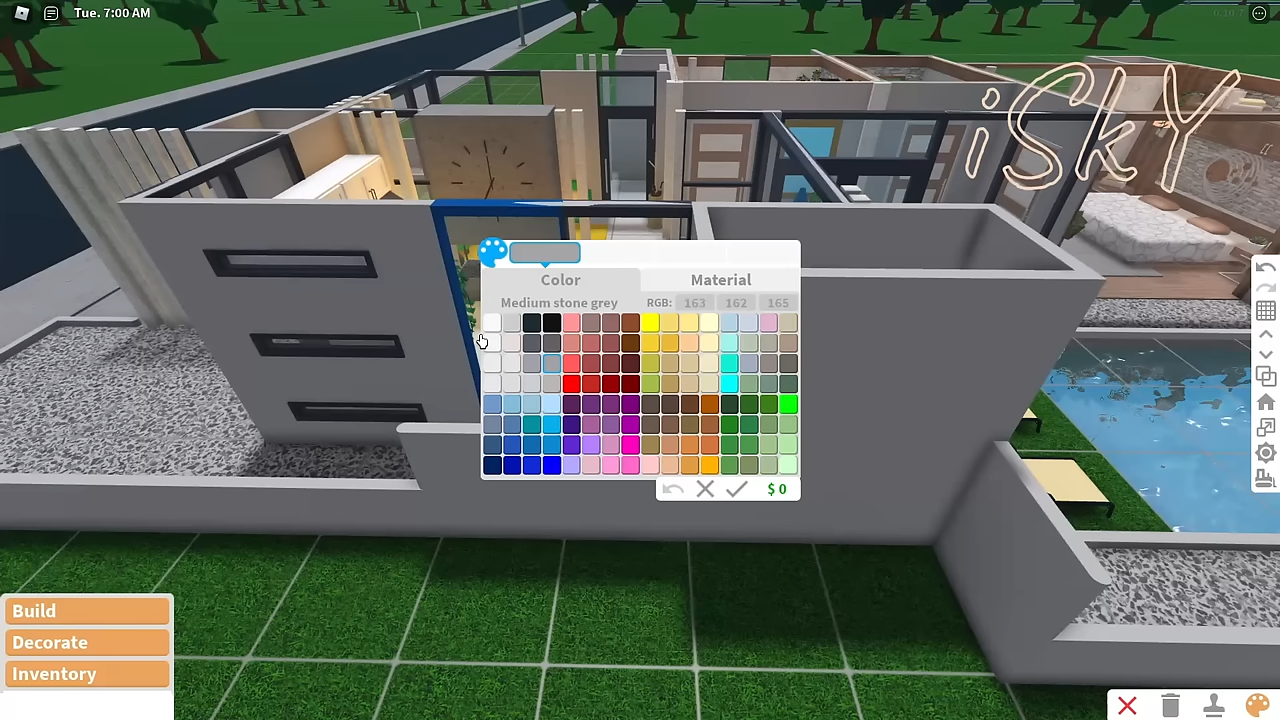 Tue. 7:00 AM
iSkY
Color
Material
Medium stone grey
RGB: 163 162 165
$ 0
Build
Decorate
Inventory